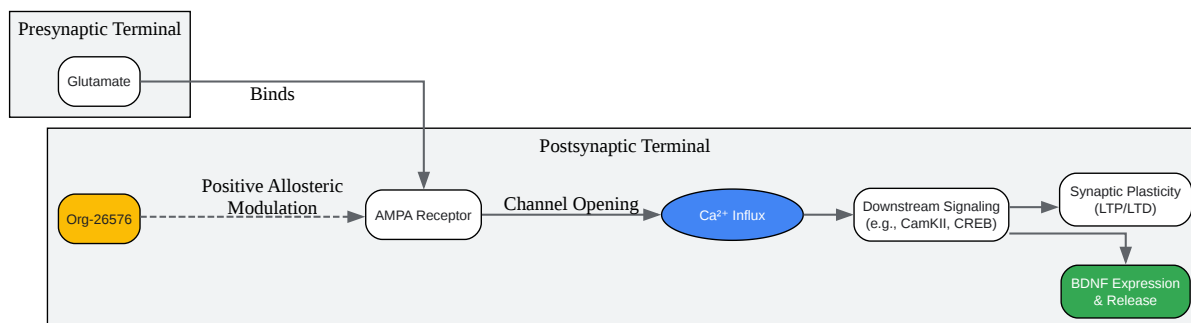 Presynaptic Terminal
Glutamate
Binds
Postsynaptic Terminal
Org-26576
Positive Allosteric
Modulation
AMPA Receptor
Channel Opening
Ca²⁺ Influx
Downstream Signaling
(e.g., CamKII, CREB)
Synaptic Plasticity
(LTP/LTD)
BDNF Expression
& Release